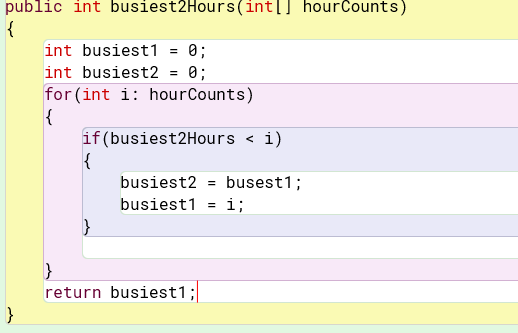 public int busiest2Hours(int[] hourCounts)
{
int busiest1 = 0;
int busiest2 = 0;
for(int i: hourCounts)
{
if(busiest2Hours < i)
{
busiest2 = busest1;
busiest1 = i;
}
}
return busiest1;
}